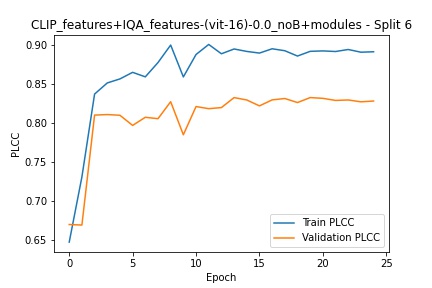 CLIP_features+IQA_features-(vit-16)-0.0_noB+modules - Split 6
0.90
0.85
0.80
0.75
0.70
0.65
PLCC
0 5 10 15 20 25
Epoch
Train PLCC
Validation PLCC